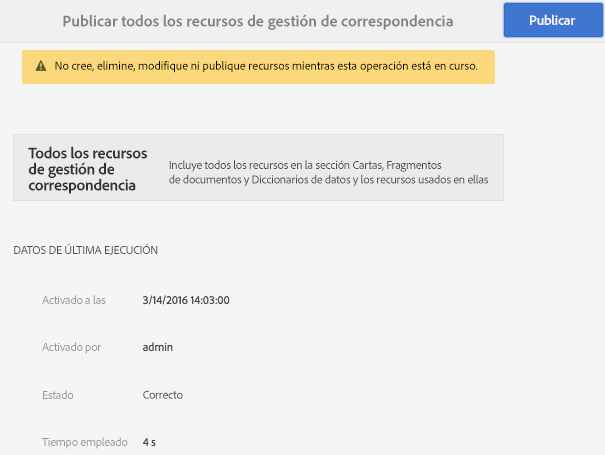 Publicar todos los recursos de gestión de correspondencia
Publicar
No cree, elimine, modifique ni publique recursos mientras esta operación está en curso.
Todos los recursos
de gestión de
correspondencia
Incluye todos los recursos en la sección Cartas, Fragmentos
de documentos y Diccionarios de datos y los recursos usados en ellas
DATOS DE ÚLTIMA EJECUCIÓN
Activado a las 3/14/2016 14:03:00
Activado por admin
Estado Correcto
Tiempo empleado 4 s